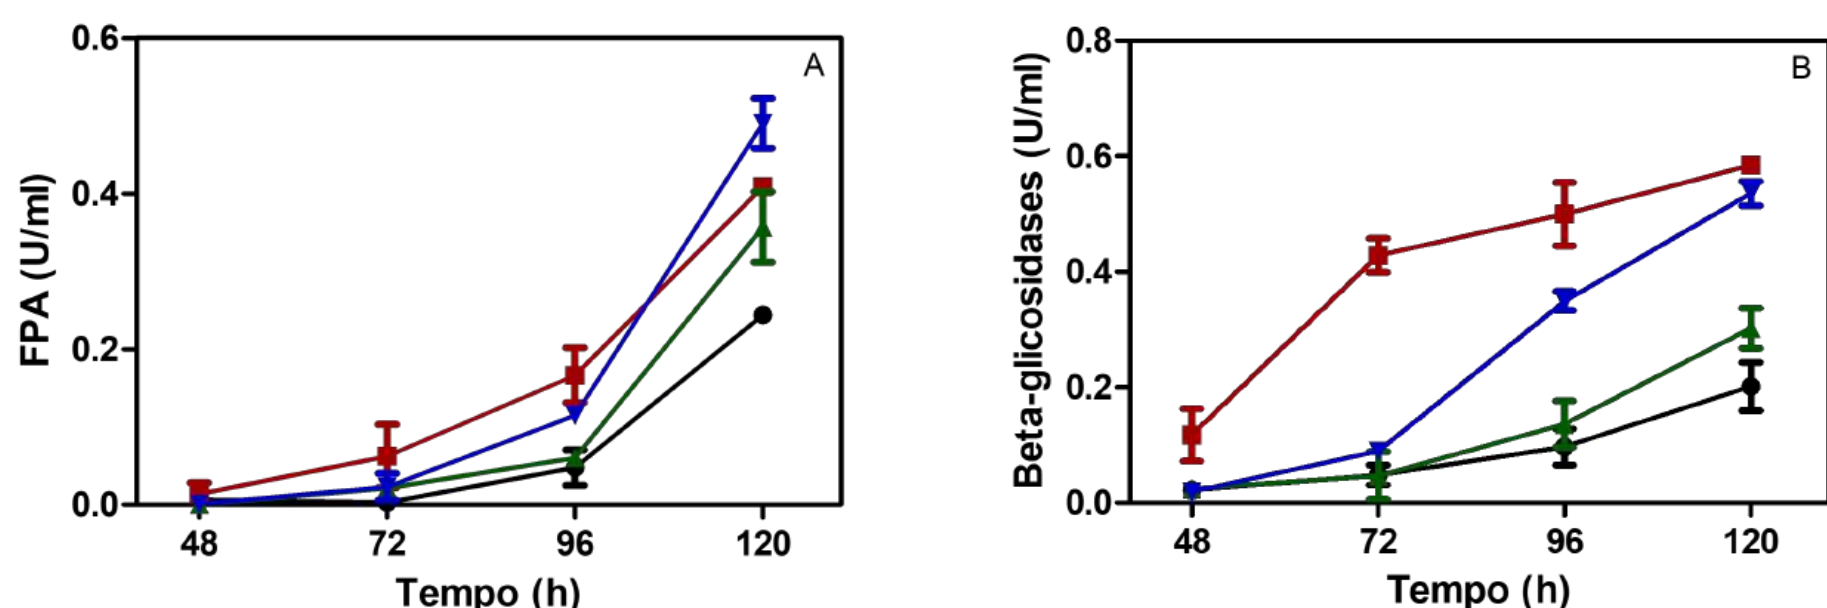 A
FPA (U/ml)
0.6
0.4
0.2
0.0
48 72 96 120
Tempo (h)
B
Beta-glicosidases (U/ml)
0.8
0.6
0.4
0.2
0.0
48 72 96 120
Tempo (h)